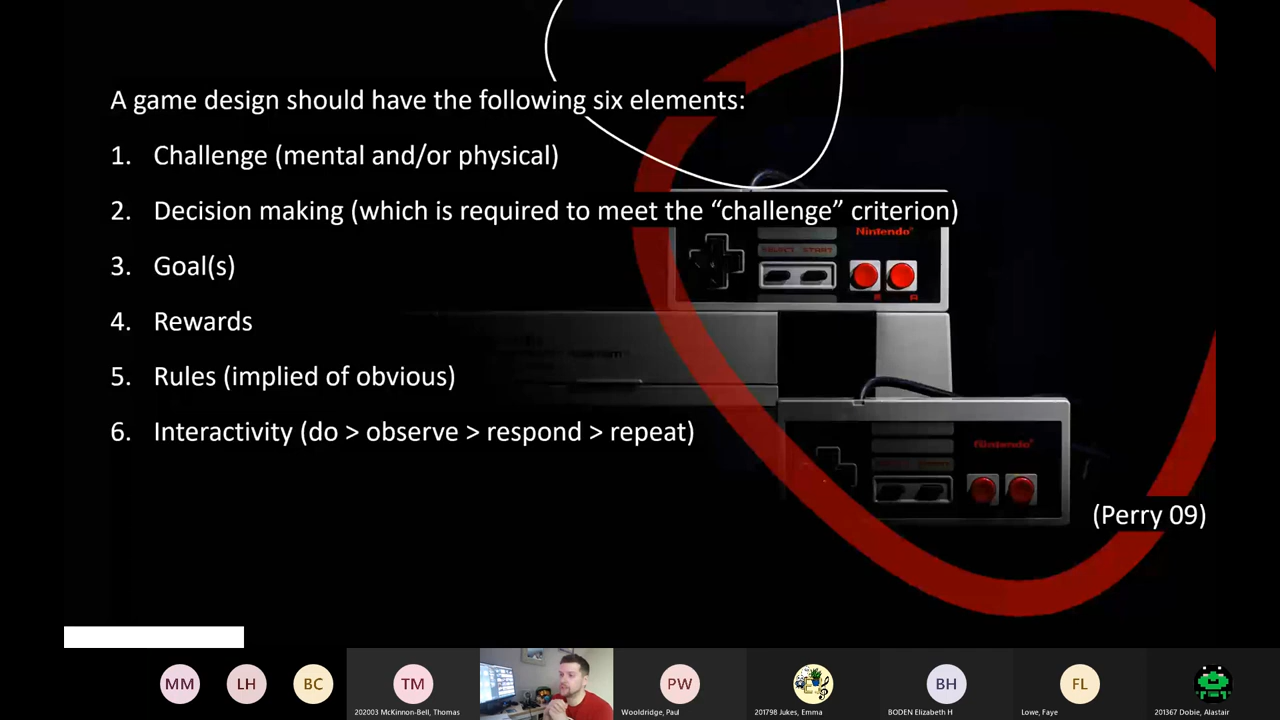 A game design should have the following six elements:
1. Challenge (mental and/or physical)
2. Decision making (which is required to meet the “challenge” criterion)
Nintendo®
SELECT START
B A
3. Goal(s)
4. Rewards
5. Rules (implied of obvious)
6. Interactivity (do > observe > respond > repeat)
Nintendo®
(Perry 09)
MM
LH
BC
TM
PW
BH
FL
202003 McKinnon-Bell, Thomas
Wooldridge, Paul
201798 Jukes, Emma
BODEN Elizabeth H
Lowe, Faye
201367 Dobie, Alastair